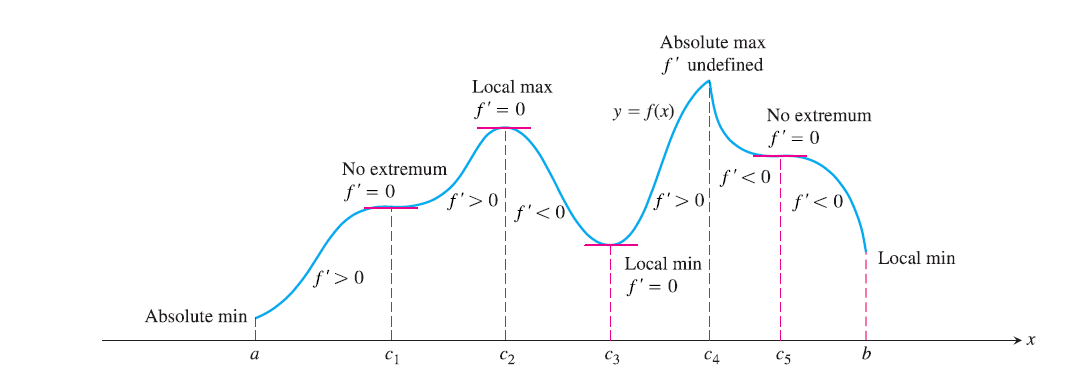 Absolute max
f′ undefined
Local max
f′ = 0
y = f(x)
No extremum
f′ = 0
No extremum
f′ = 0
f′ > 0
f′ < 0
f′ > 0
f′ < 0
f′ < 0
Local min
f′ = 0
Local min
f′ > 0
Absolute min
a
c₁
c₂
c₃
c₄
c₅
b
x